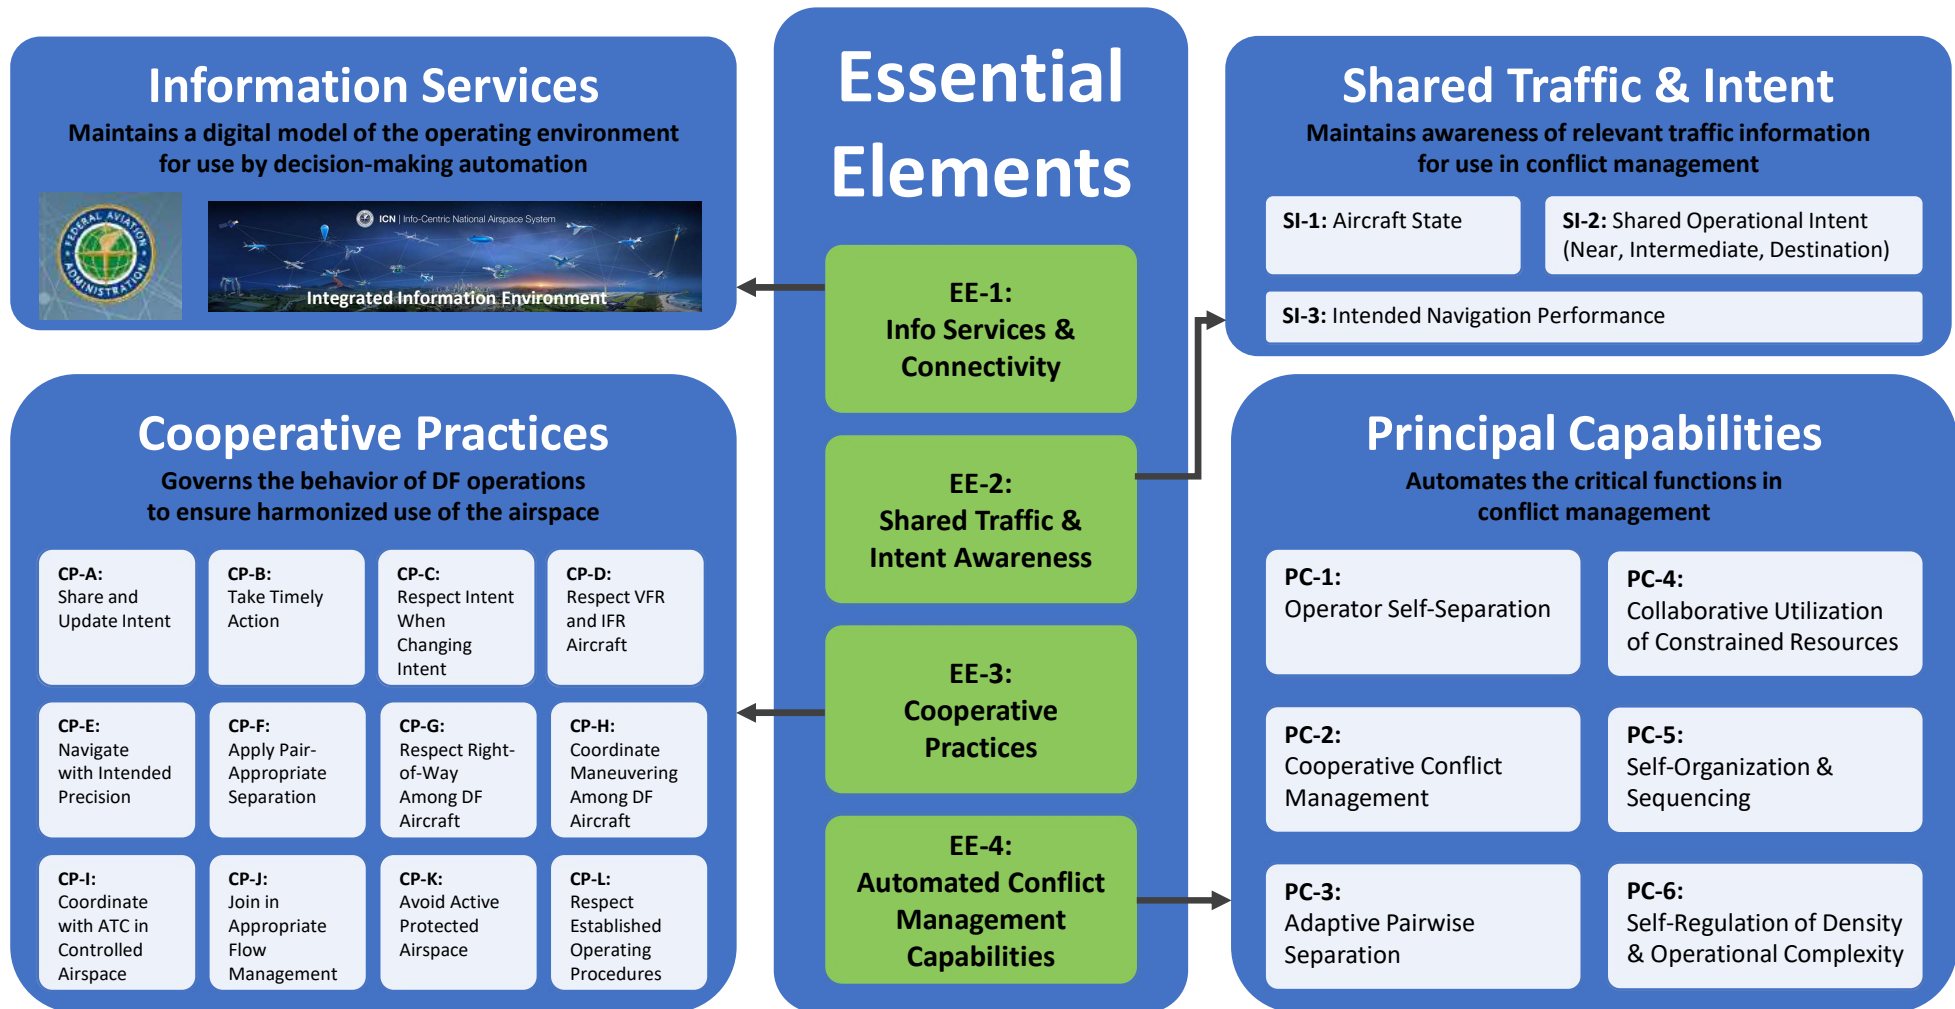 Information Services
Maintains a digital model of the operating environment
for use by decision-making automation
FEDERAL AVIATION
ADMINISTRATION
ICN | Info-Centric National Airspace System
Integrated Information Environment
Cooperative Practices
Governs the behavior of DF operations
to ensure harmonized use of the airspace
CP-A:
Share and
Update Intent
CP-B:
Take Timely
Action
CP-C:
Respect Intent
When
Changing
Intent
CP-D:
Respect VFR
and IFR
Aircraft
CP-E:
Navigate
with Intended
Precision
CP-F:
Apply Pair-
Appropriate
Separation
CP-G:
Respect Right-
of-Way
Among DF
Aircraft
CP-H:
Coordinate
Maneuvering
Among DF
Aircraft
CP-I:
Coordinate
with ATC in
Controlled
Airspace
CP-J:
Join in
Appropriate
Flow
Management
CP-K:
Avoid Active
Protected
Airspace
CP-L:
Respect
Established
Operating
Procedures
Essential
Elements
EE-1:
Info Services &
Connectivity
EE-2:
Shared Traffic &
Intent Awareness
EE-3:
Cooperative
Practices
EE-4:
Automated Conflict
Management
Capabilities
Shared Traffic & Intent
Maintains awareness of relevant traffic information
for use in conflict management
SI-1: Aircraft State
SI-2: Shared Operational Intent
(Near, Intermediate, Destination)
SI-3: Intended Navigation Performance
Principal Capabilities
Automates the critical functions in
conflict management
PC-1:
Operator Self-Separation
PC-4:
Collaborative Utilization
of Constrained Resources
PC-2:
Cooperative Conflict
Management
PC-5:
Self-Organization &
Sequencing
PC-3:
Adaptive Pairwise
Separation
PC-6:
Self-Regulation of Density
& Operational Complexity